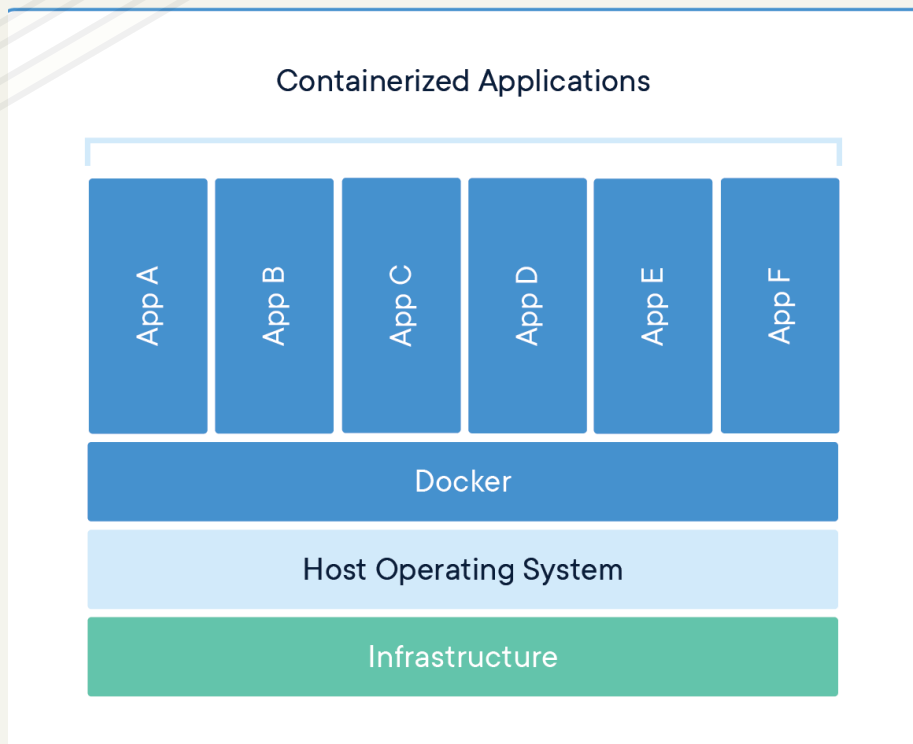 Containerized Applications
App A
App B
App C
App D
App E
App F
Docker
Host Operating System
Infrastructure